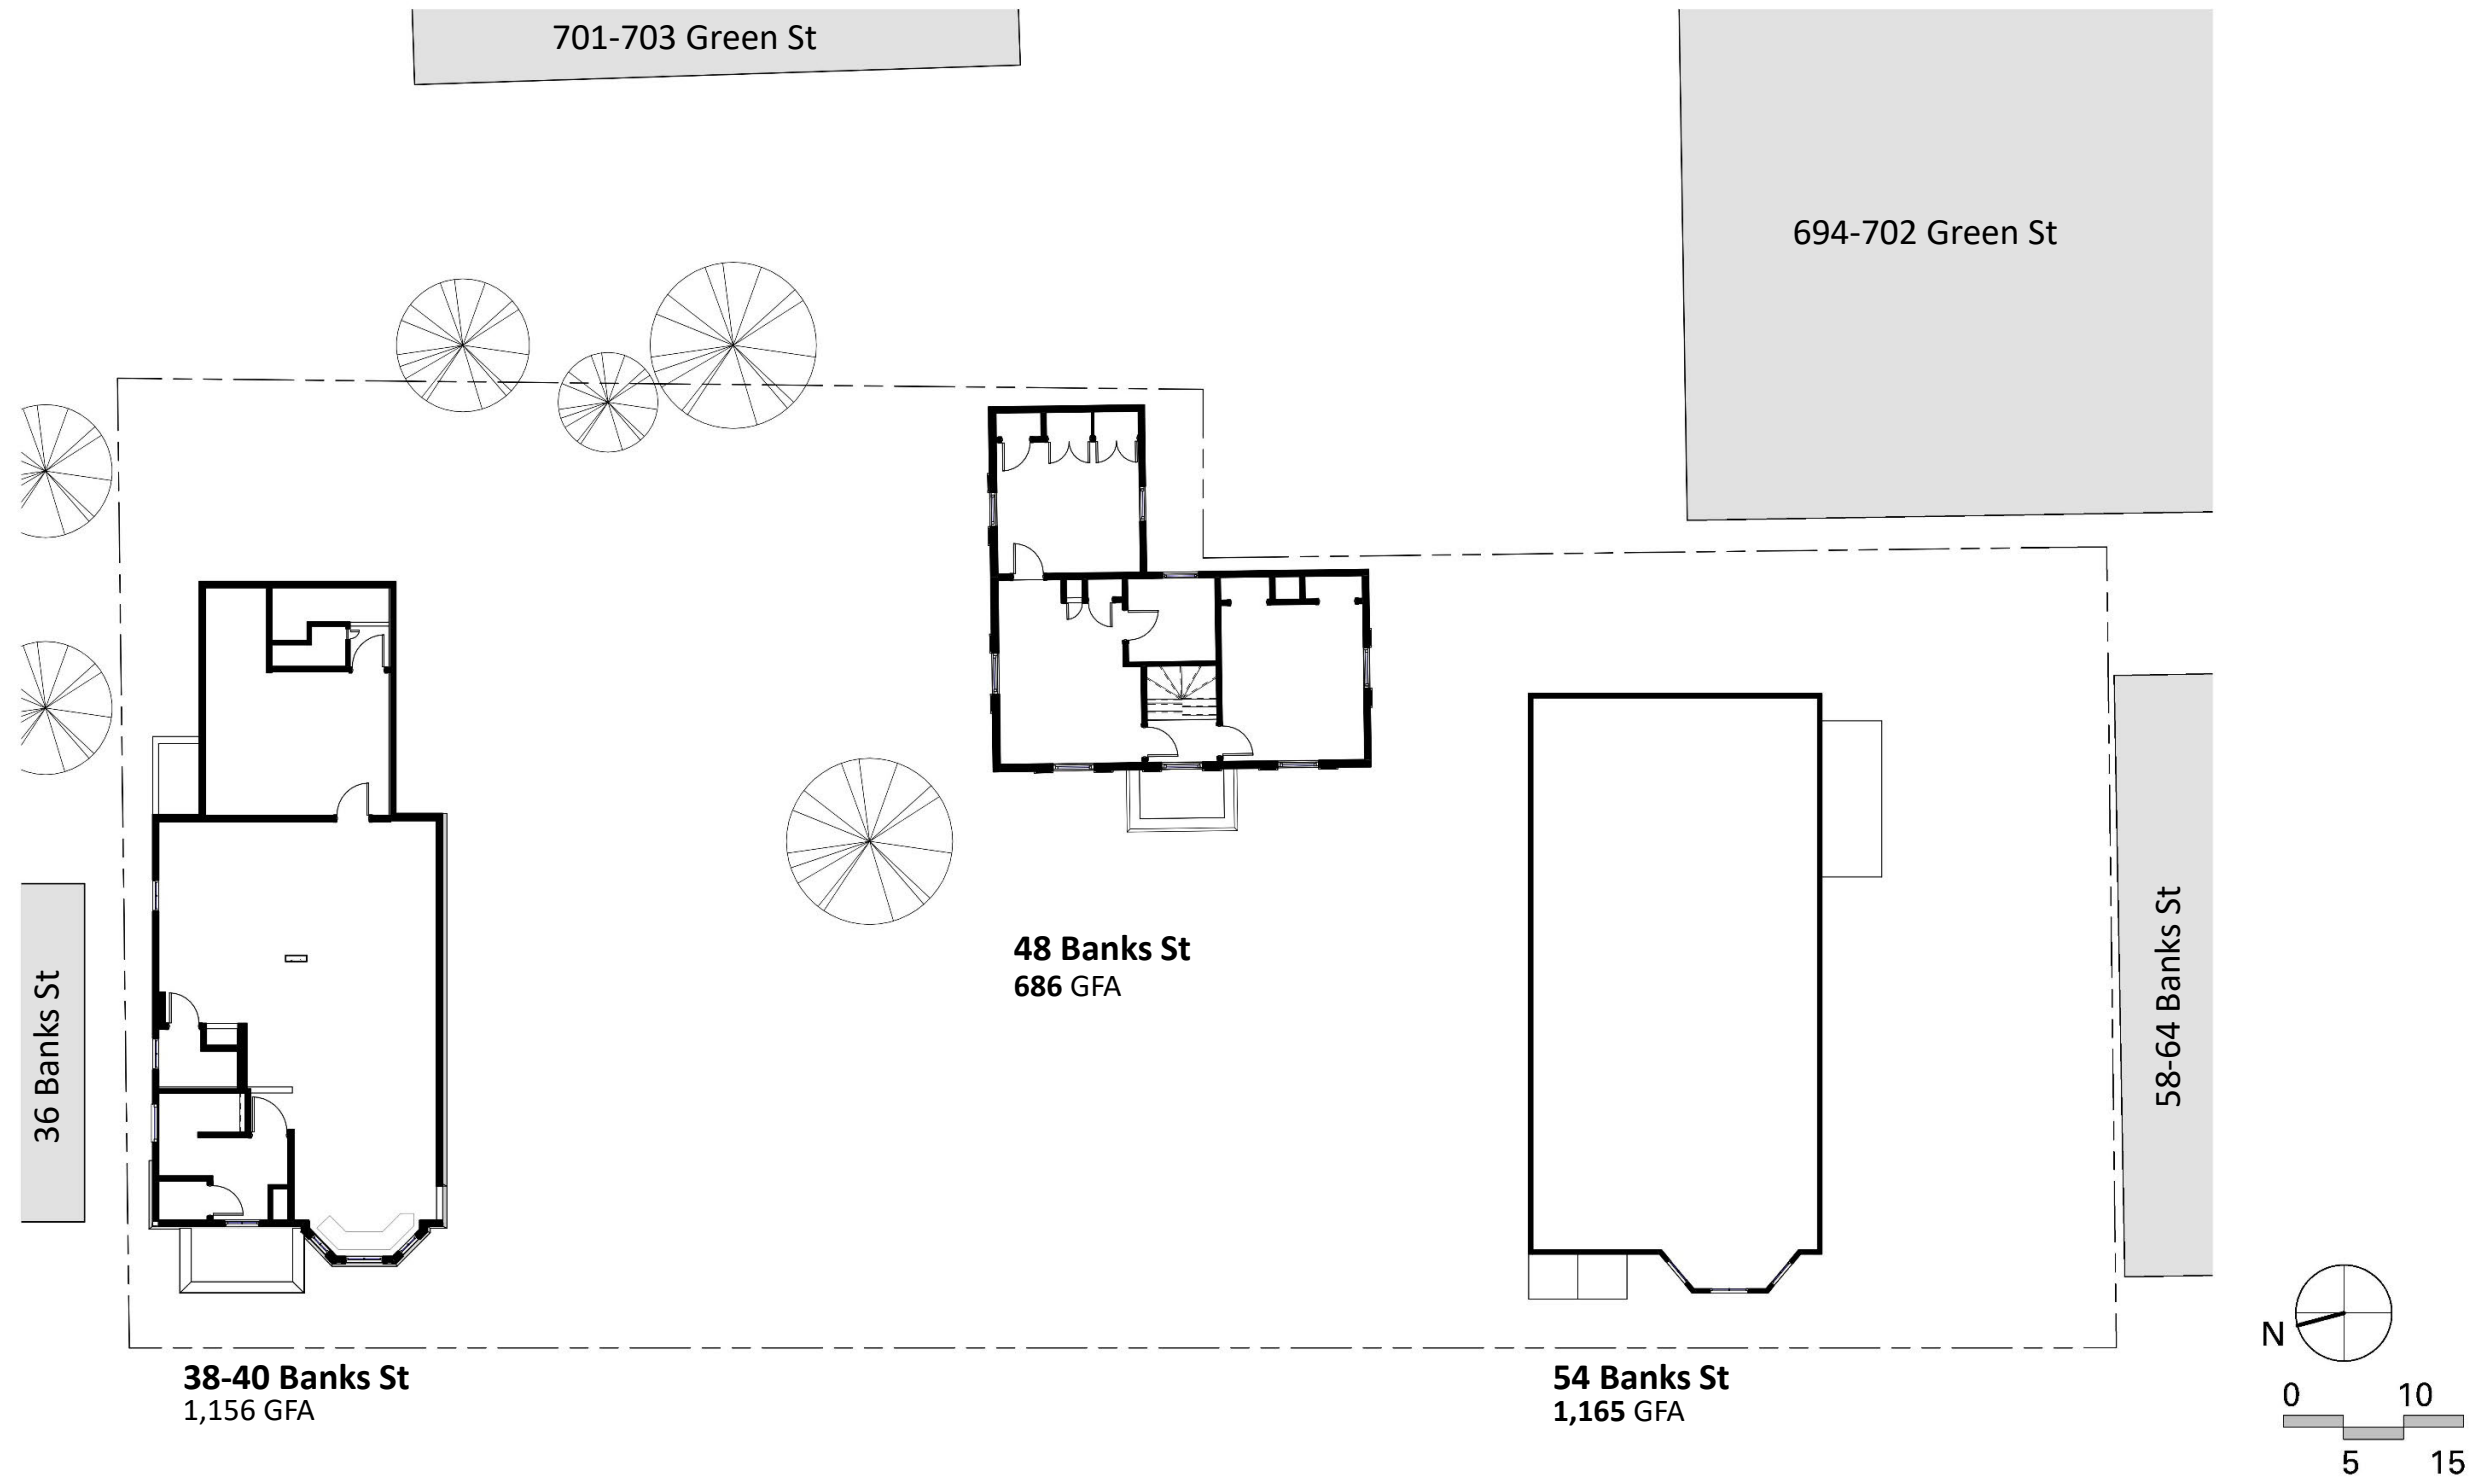 701-703 Green St
694-702 Green St
48 Banks St
686 GFA
36 Banks St
58-64 Banks St
38-40 Banks St
1,156 GFA
54 Banks St
1,165 GFA
N
0 10
5 15